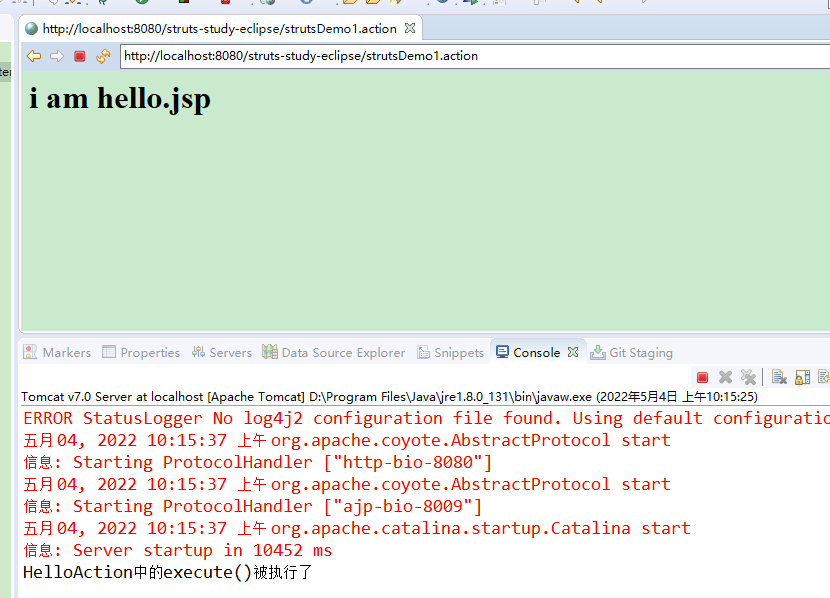 http://localhost:8080/struts-study-eclipse/strutsDemo1.action
http://localhost:8080/struts-study-eclipse/strutsDemo1.action
i am hello.jsp
Markers Properties Servers Data Source Explorer Snippets Console Git Staging
Tomcat v7.0 Server at localhost [Apache Tomcat] D:\Program Files\Java\jre1.8.0_131\bin\javaw.exe (2022年5月4日 上午10:15:25)
ERROR StatusLogger No log4j2 configuration file found. Using default configuratio
五月 04, 2022 10:15:37 上午 org.apache.coyote.AbstractProtocol start
信息: Starting ProtocolHandler ["http-bio-8080"]
五月 04, 2022 10:15:37 上午 org.apache.coyote.AbstractProtocol start
信息: Starting ProtocolHandler ["ajp-bio-8009"]
五月 04, 2022 10:15:37 上午 org.apache.catalina.startup.Catalina start
信息: Server startup in 10452 ms
HelloAction中的execute()被执行了